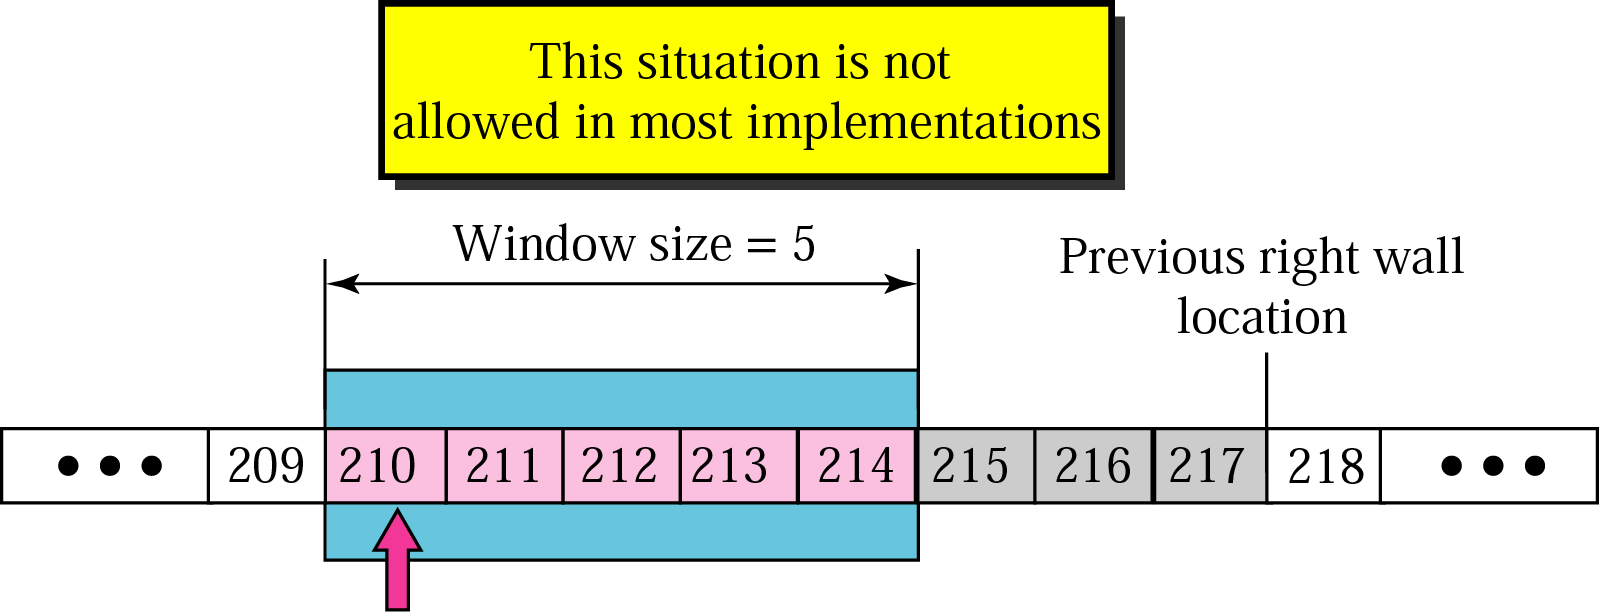 This situation is not
allowed in most implementations
Window size = 5
Previous right wall
location
••• 209 210 211 212 213 214 215 216 217 218 •••